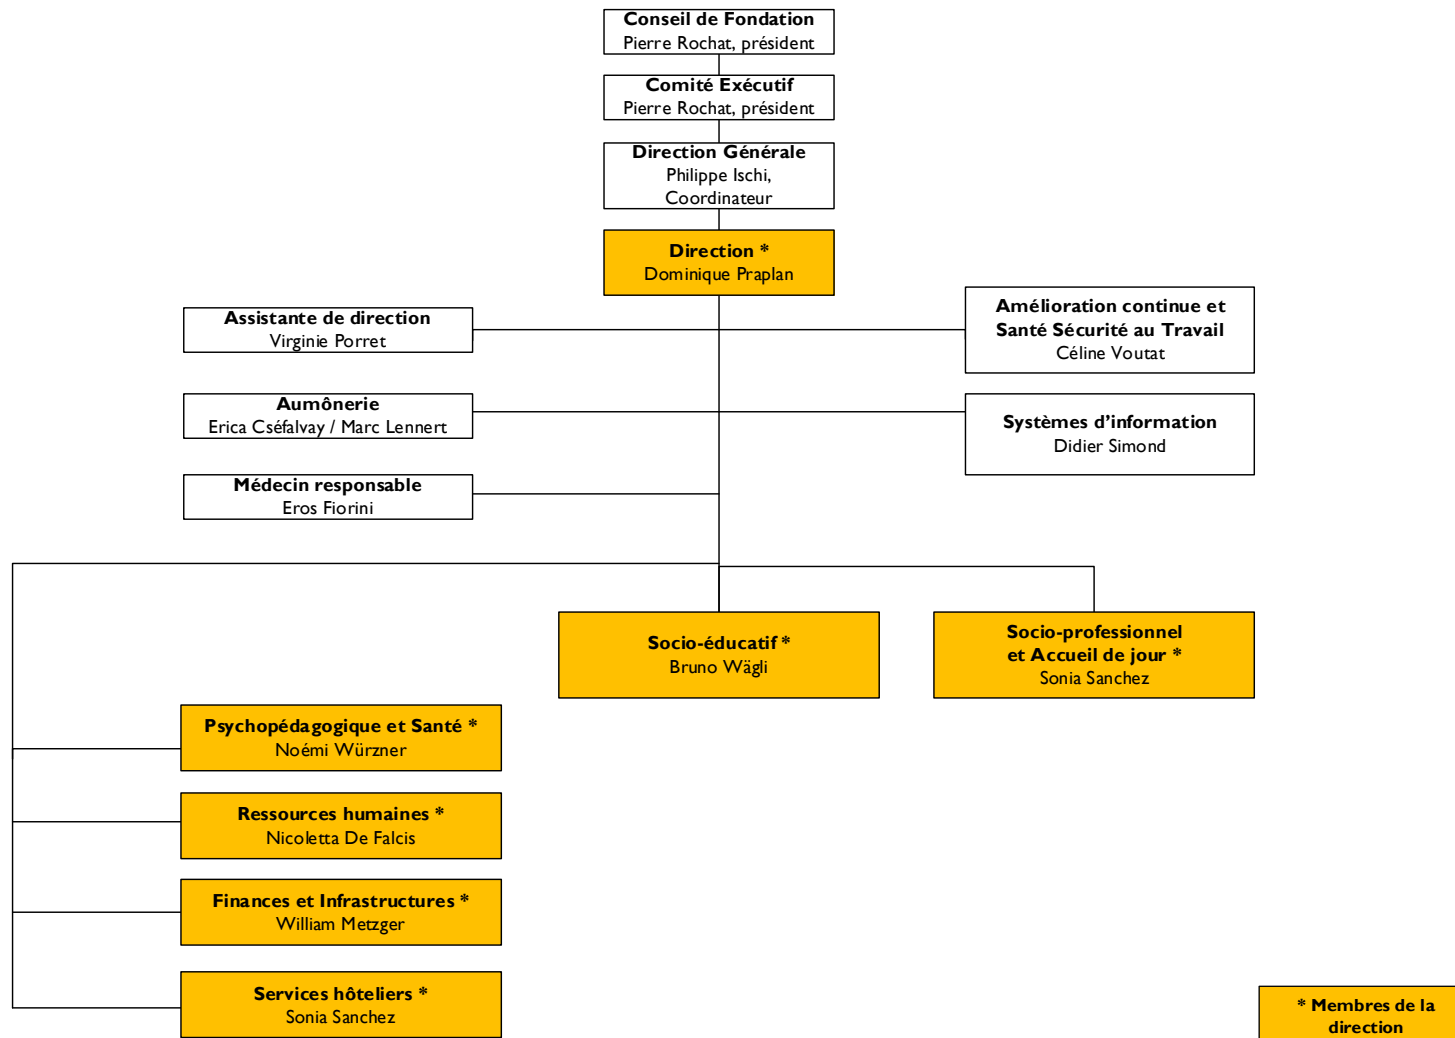 Conseil de Fondation
Pierre Rochat, président
Comité Exécutif
Pierre Rochat, président
Direction Générale
Philippe Ischi,
Coordinateur
Direction *
Dominique Praplan
Assistante de direction
Virginie Porret
Amélioration continue et
Santé Sécurité au Travail
Céline Voutat
Aumônerie
Erica Cséfalvay / Marc Lennert
Systèmes d'information
Didier Simond
Médecin responsable
Eros Fiorini
Socio-éducatif *
Bruno Wägli
Socio-professionnel
et Accueil de jour *
Sonia Sanchez
Psychopédagogique et Santé *
Noémi Würzner
Ressources humaines *
Nicoletta De Falcis
Finances et Infrastructures *
William Metzger
Services hôteliers *
Sonia Sanchez
* Membres de la
direction